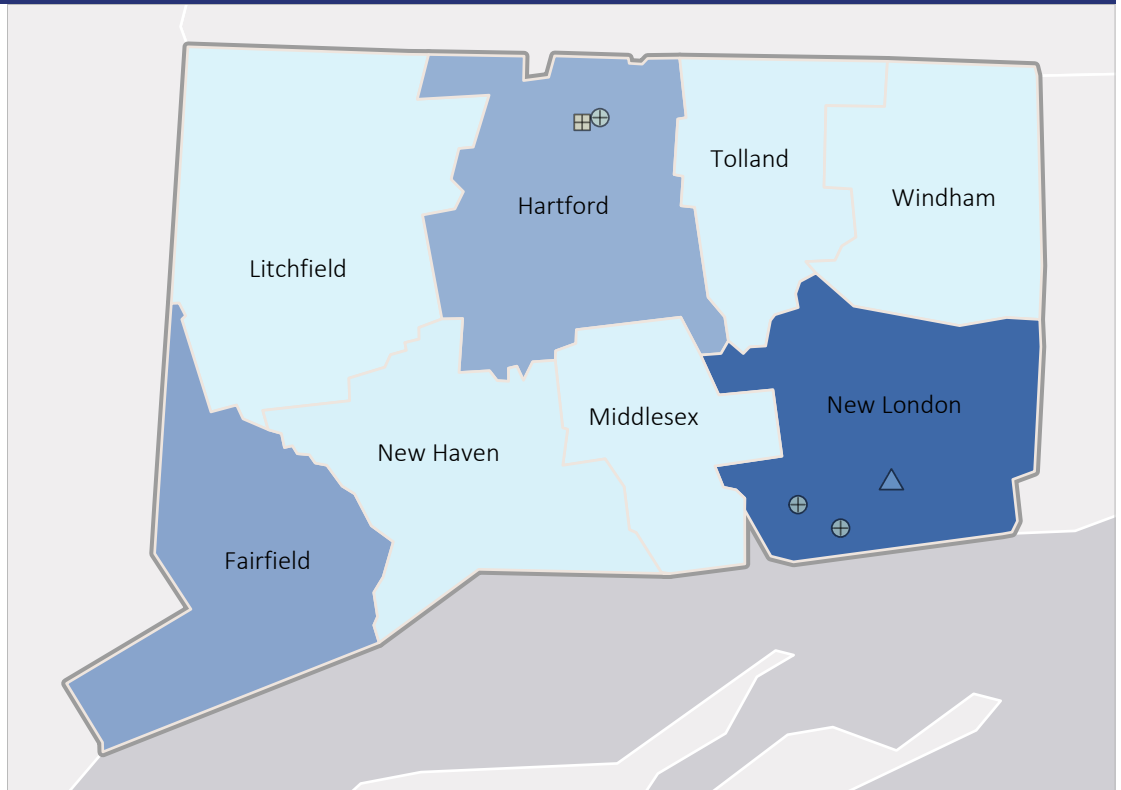 Tolland
Windham
Hartford
Litchfield
New London
Middlesex
New Haven
Fairfield